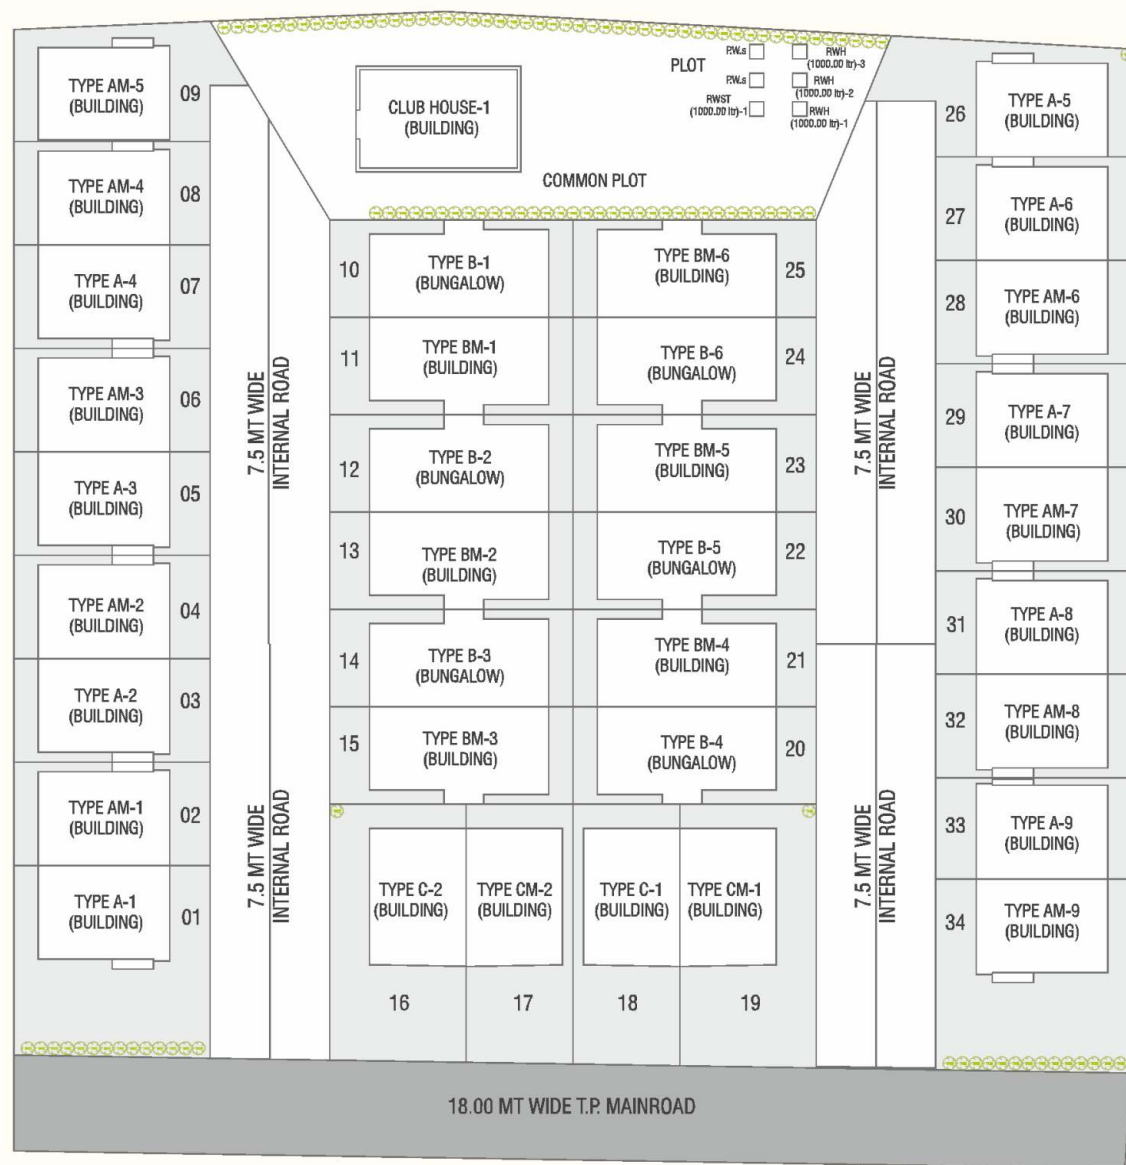 TYPE AM-5
(BUILDING)
09
TYPE AM-4
(BUILDING)
08
TYPE A-4
(BUILDING)
07
TYPE AM-3
(BUILDING)
06
TYPE A-3
(BUILDING)
05
TYPE AM-2
(BUILDING)
04
TYPE A-2
(BUILDING)
03
TYPE AM-1
(BUILDING)
02
TYPE A-1
(BUILDING)
01
7.5 MT WIDE
INTERNAL ROAD
7.5 MT WIDE
INTERNAL ROAD
CLUB HOUSE-1
(BUILDING)
PLOT
P.W.s
P.W.s
RWST
(1000.00 ltr)-1
RWH
(1000.00 ltr)-3
RWH
(1000.00 ltr)-2
RWH
(1000.00 ltr)-1
COMMON PLOT
10
TYPE B-1
(BUNGALOW)
11
TYPE BM-1
(BUILDING)
12
TYPE B-2
(BUNGALOW)
13
TYPE BM-2
(BUILDING)
14
TYPE B-3
(BUNGALOW)
15
TYPE BM-3
(BUILDING)
TYPE BM-6
(BUILDING)
25
TYPE B-6
(BUNGALOW)
24
TYPE BM-5
(BUILDING)
23
TYPE B-5
(BUNGALOW)
22
TYPE BM-4
(BUILDING)
21
TYPE B-4
(BUNGALOW)
20
TYPE C-2
(BUILDING)
16
TYPE CM-2
(BUILDING)
17
TYPE C-1
(BUILDING)
18
TYPE CM-1
(BUILDING)
19
7.5 MT WIDE
INTERNAL ROAD
7.5 MT WIDE
INTERNAL ROAD
26
TYPE A-5
(BUILDING)
27
TYPE A-6
(BUILDING)
28
TYPE AM-6
(BUILDING)
29
TYPE A-7
(BUILDING)
30
TYPE AM-7
(BUILDING)
31
TYPE A-8
(BUILDING)
32
TYPE AM-8
(BUILDING)
33
TYPE A-9
(BUILDING)
34
TYPE AM-9
(BUILDING)
18.00 MT WIDE T.P. MAINROAD